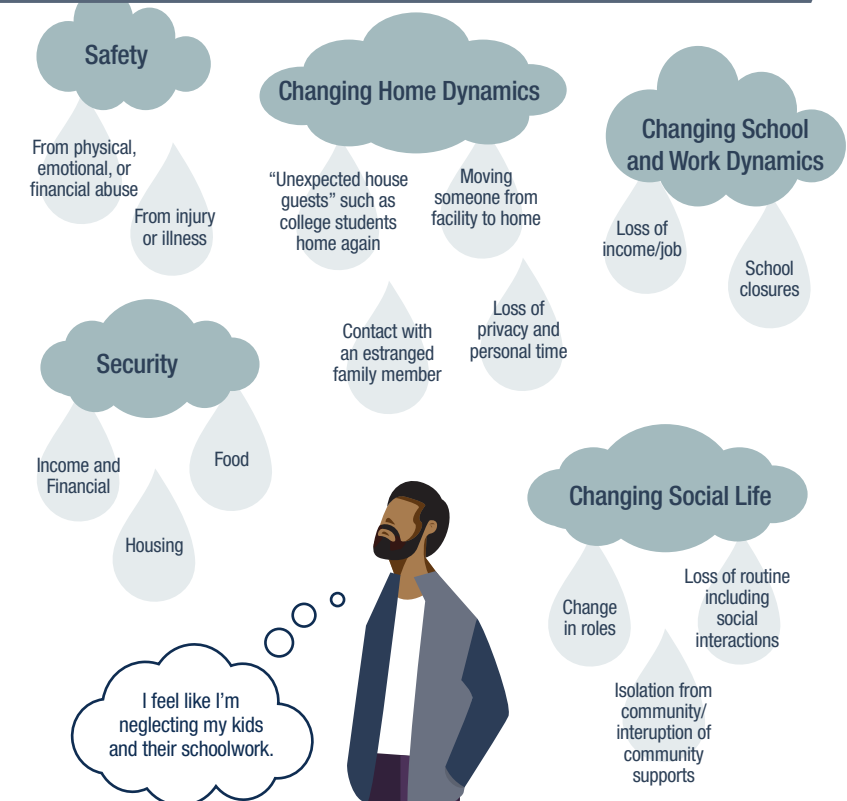 Safety
From physical,
emotional, or
financial abuse
From injury
or illness
Changing Home Dynamics
“Unexpected house
guests” such as
college students
home again
Moving
someone from
facility to home
Contact with
an estranged
family member
Loss of
privacy and
personal time
Changing School
and Work Dynamics
Loss of
income/job
School
closures
Security
Income and
Financial
Housing
Food
Changing Social Life
Change
in roles
Loss of routine
including
social
interactions
Isolation from
community/
interuption of
community
supports
I feel like I’m
neglecting my kids
and their schoolwork.